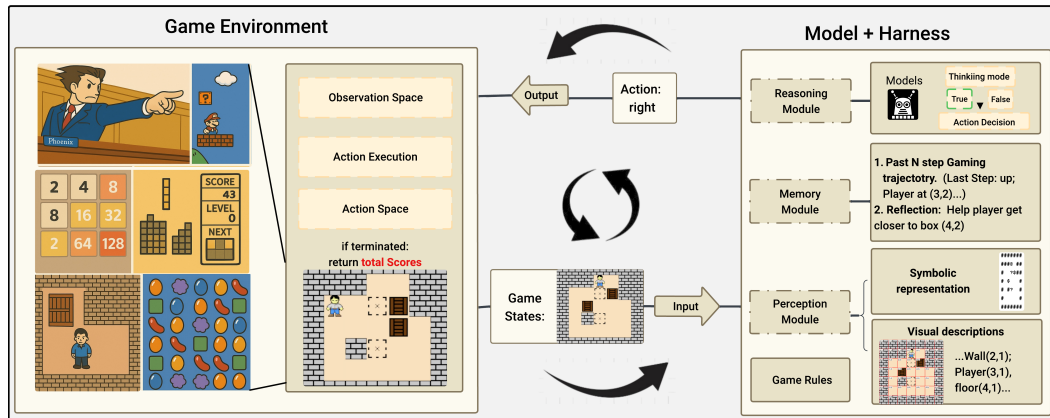 Game Environment
Phoenix
2 4 8
8 16 32
2 64 128
SCORE
43
LEVEL
0
NEXT
Observation Space
Action Execution
Action Space
if terminated:
return total Scores
Output
Action:
right
Game
States:
Input
Model + Harness
Reasoning
Module
Models
Thinkiing mode
True
False
Action Decision
Memory
Module
1. Past N step Gaming
trajectotry. (Last Step: up;
Player at (3,2)...)
2. Reflection: Help player get
closer to box (4,2)
Perception
Module
Symbolic
representation
Visual descriptions
...Wall(2,1);
Player(3,1),
floor(4,1)...
Game Rules